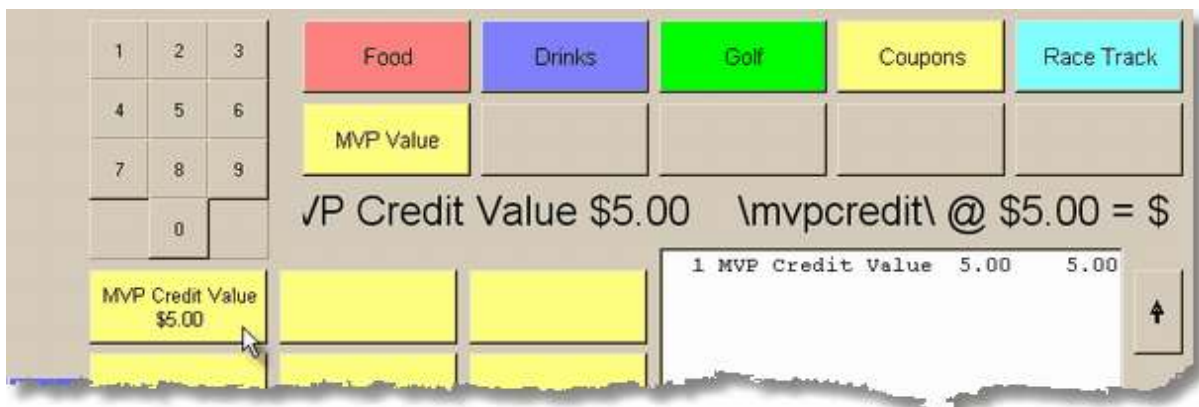 1 2 3
4 5 6
7 8 9
0
Food Drinks Golf Coupons Race Track
MVP Value
VP Credit Value $5.00 \mvpcredit\ @ $5.00 = $
MVP Credit Value
$5.00
1 MVP Credit Value 5.00 5.00